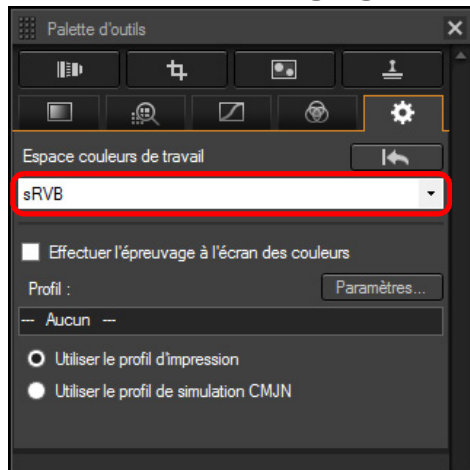 Palette d'outils
Espace couleurs de travail
sRVB
Effectuer l'épreuvage à l'écran des couleurs
Profil :
Paramètres...
--- Aucun ---
Utiliser le profil d'impression
Utiliser le profil de simulation CMJN